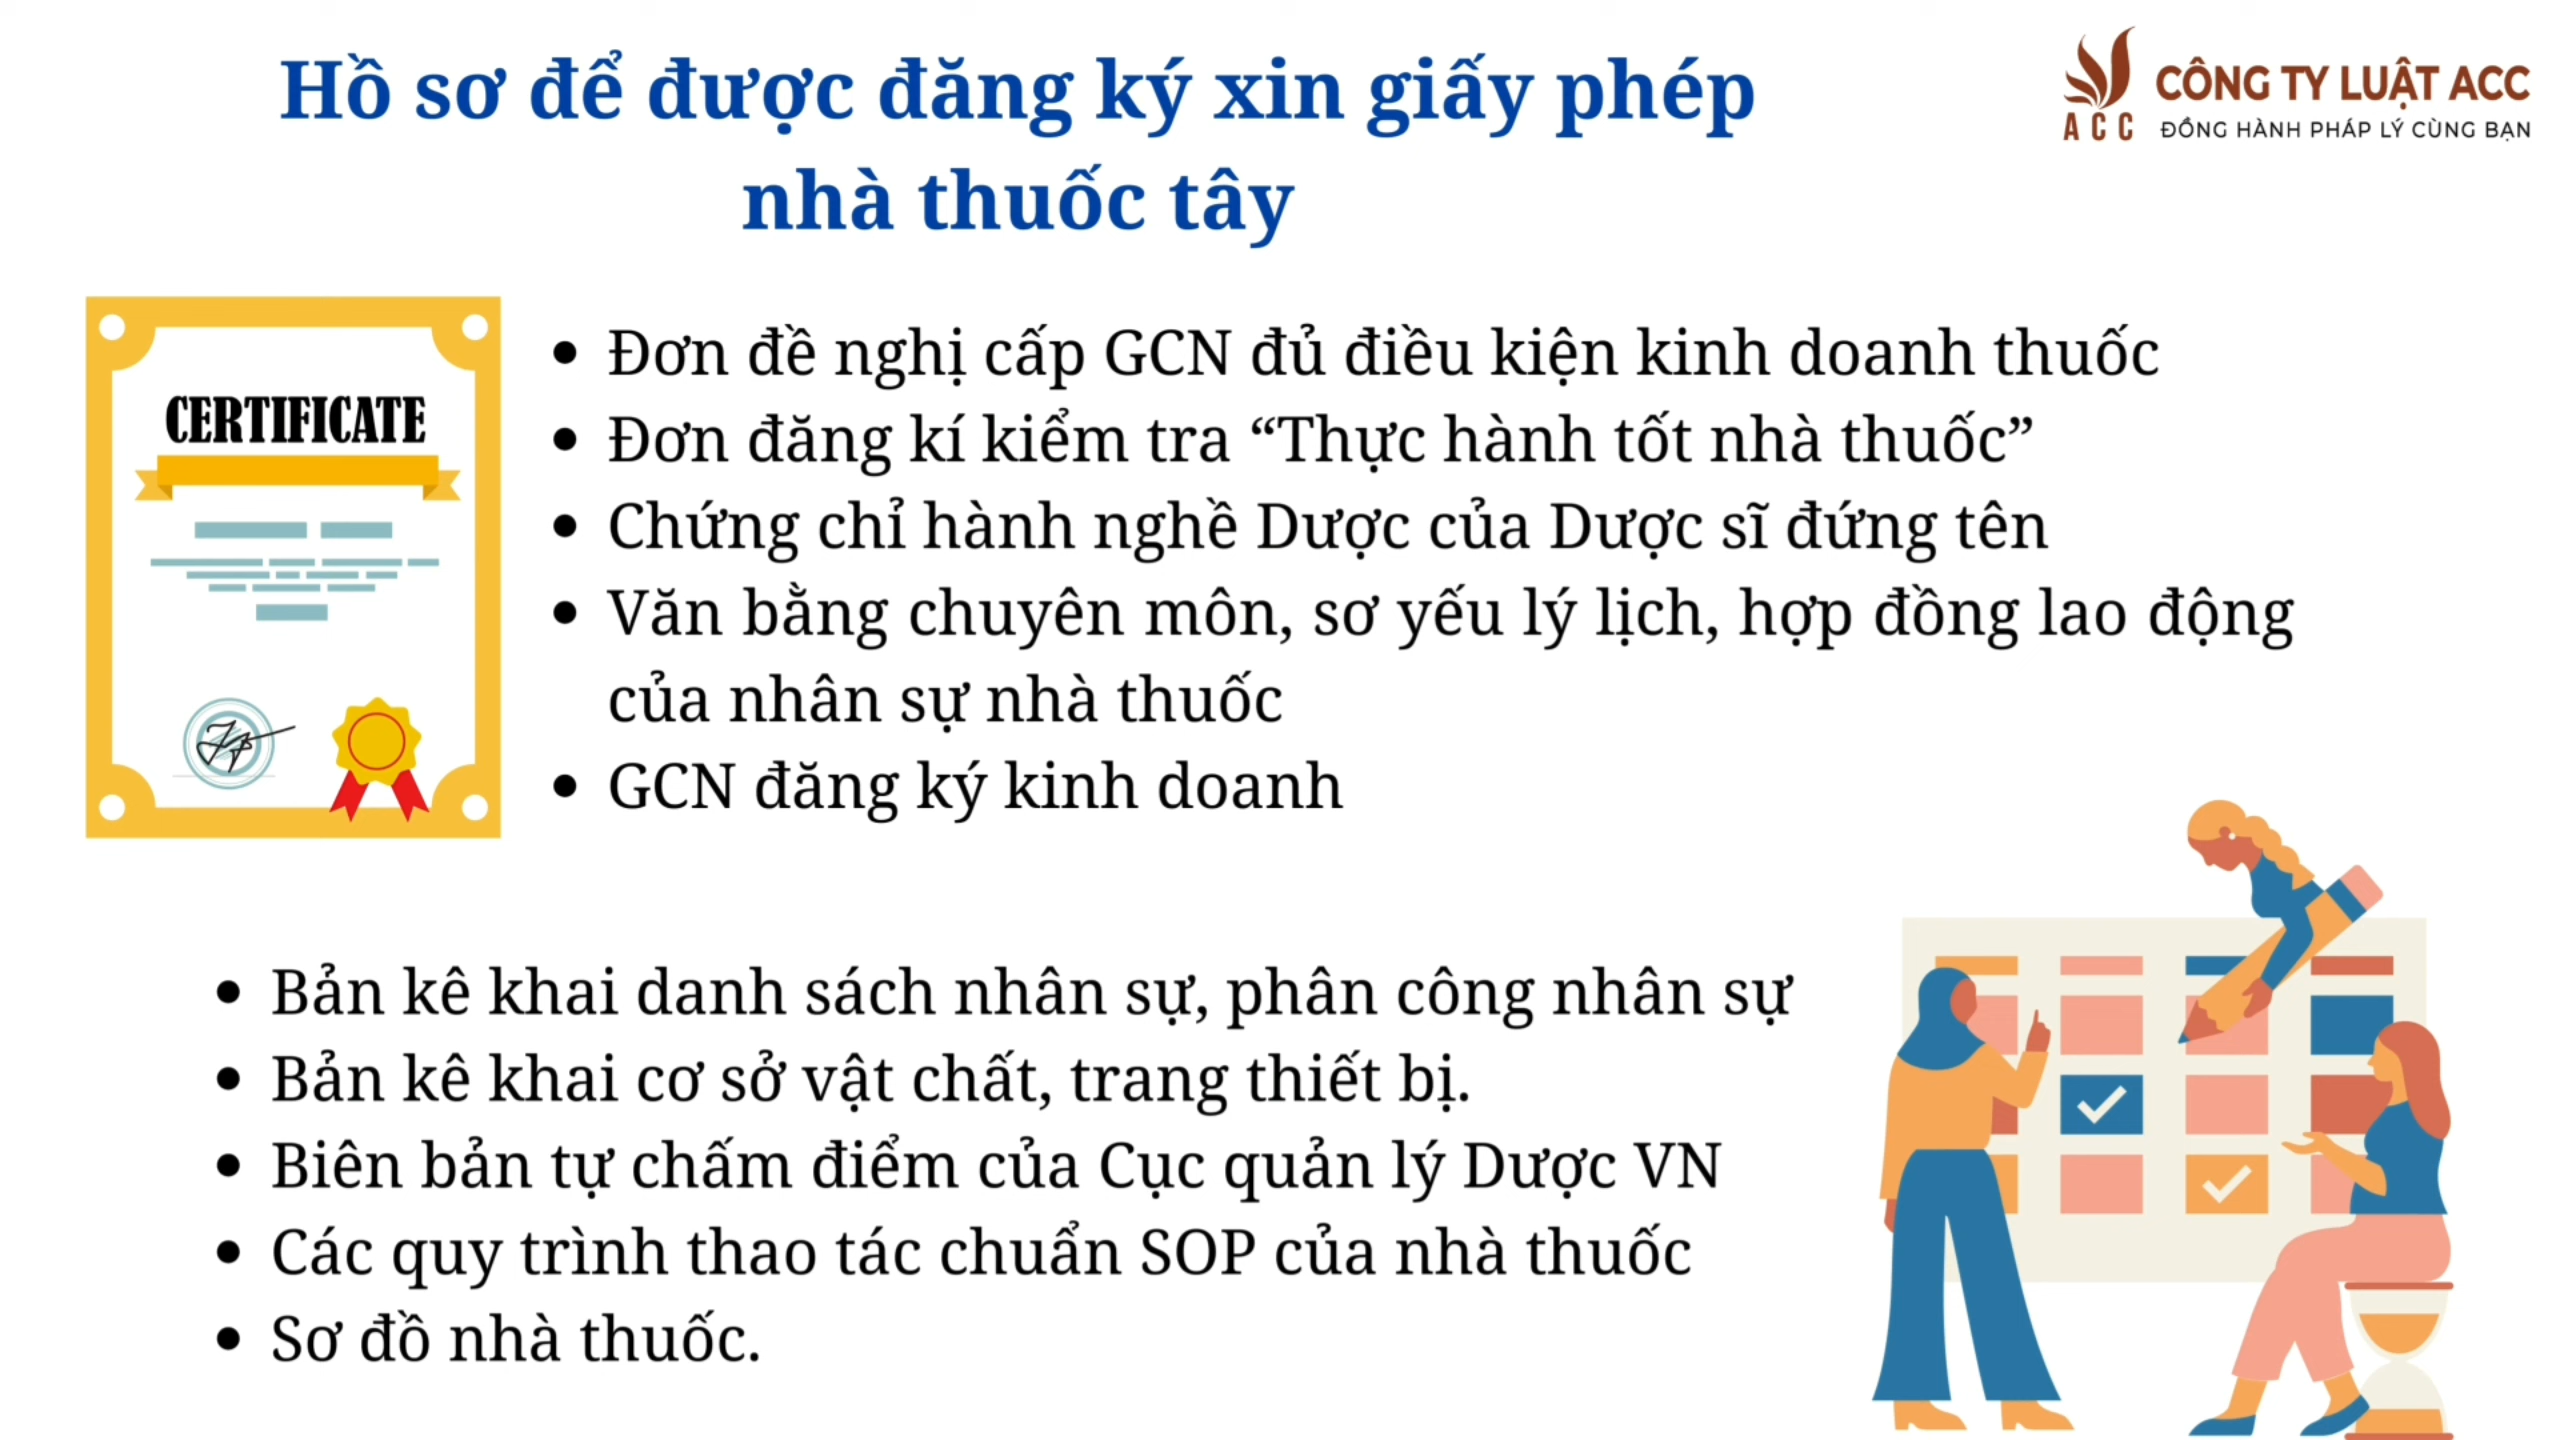 Hồ sơ để được đăng ký xin giấy phép
nhà thuốc tây
ACC
CÔNG TY LUẬT ACC
ĐỒNG HÀNH PHÁP LÝ CÙNG BẠN
CERTIFICATE
• Đơn đề nghị cấp GCN đủ điều kiện kinh doanh thuốc
• Đơn đăng kí kiểm tra “Thực hành tốt nhà thuốc”
• Chứng chỉ hành nghề Dược của Dược sĩ đứng tên
• Văn bằng chuyên môn, sơ yếu lý lịch, hợp đồng lao động
của nhân sự nhà thuốc
• GCN đăng ký kinh doanh
• Bản kê khai danh sách nhân sự, phân công nhân sự
• Bản kê khai cơ sở vật chất, trang thiết bị.
• Biên bản tự chấm điểm của Cục quản lý Dược VN
• Các quy trình thao tác chuẩn SOP của nhà thuốc
• Sơ đồ nhà thuốc.